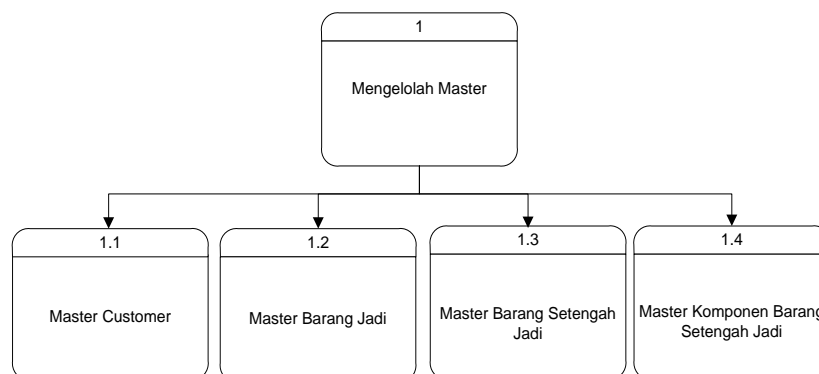 1
Mengelolah Master
1.1
1.2
1.3
1.4
Master Customer
Master Barang Jadi
Master Barang Setengah
Jadi
Master Komponen Barang
Setengah Jadi